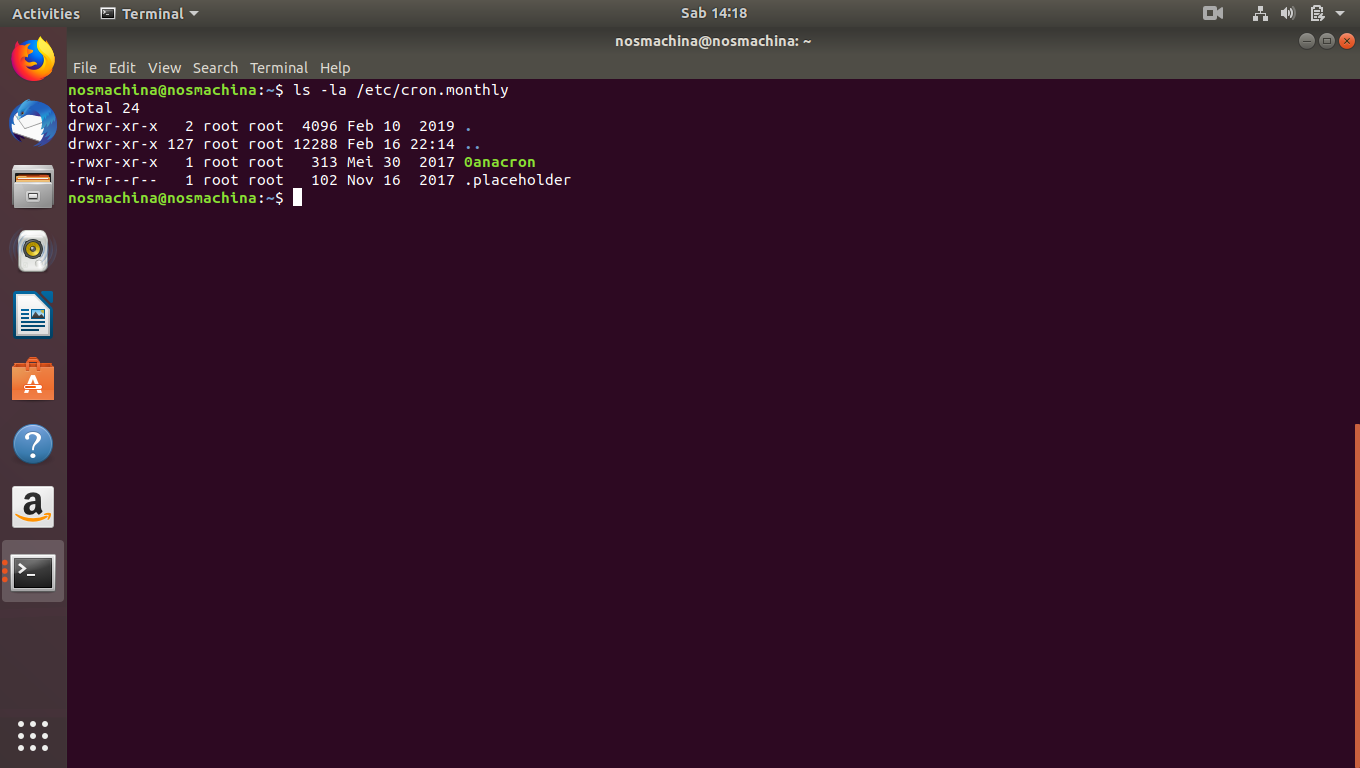 Activities Terminal Sab 14:18
nosmachina@nosmachina: ~
File Edit View Search Terminal Help
nosmachina@nosmachina:~$ ls -la /etc/cron.monthly
total 24
drwxr-xr-x   2 root root  4096 Feb 10  2019 .
drwxr-xr-x 127 root root 12288 Feb 16 22:14 ..
-rwxr-xr-x   1 root root   313 Mei 30  2017 0anacron
-rw-r--r--   1 root root   102 Nov 16  2017 .placeholder
nosmachina@nosmachina:~$